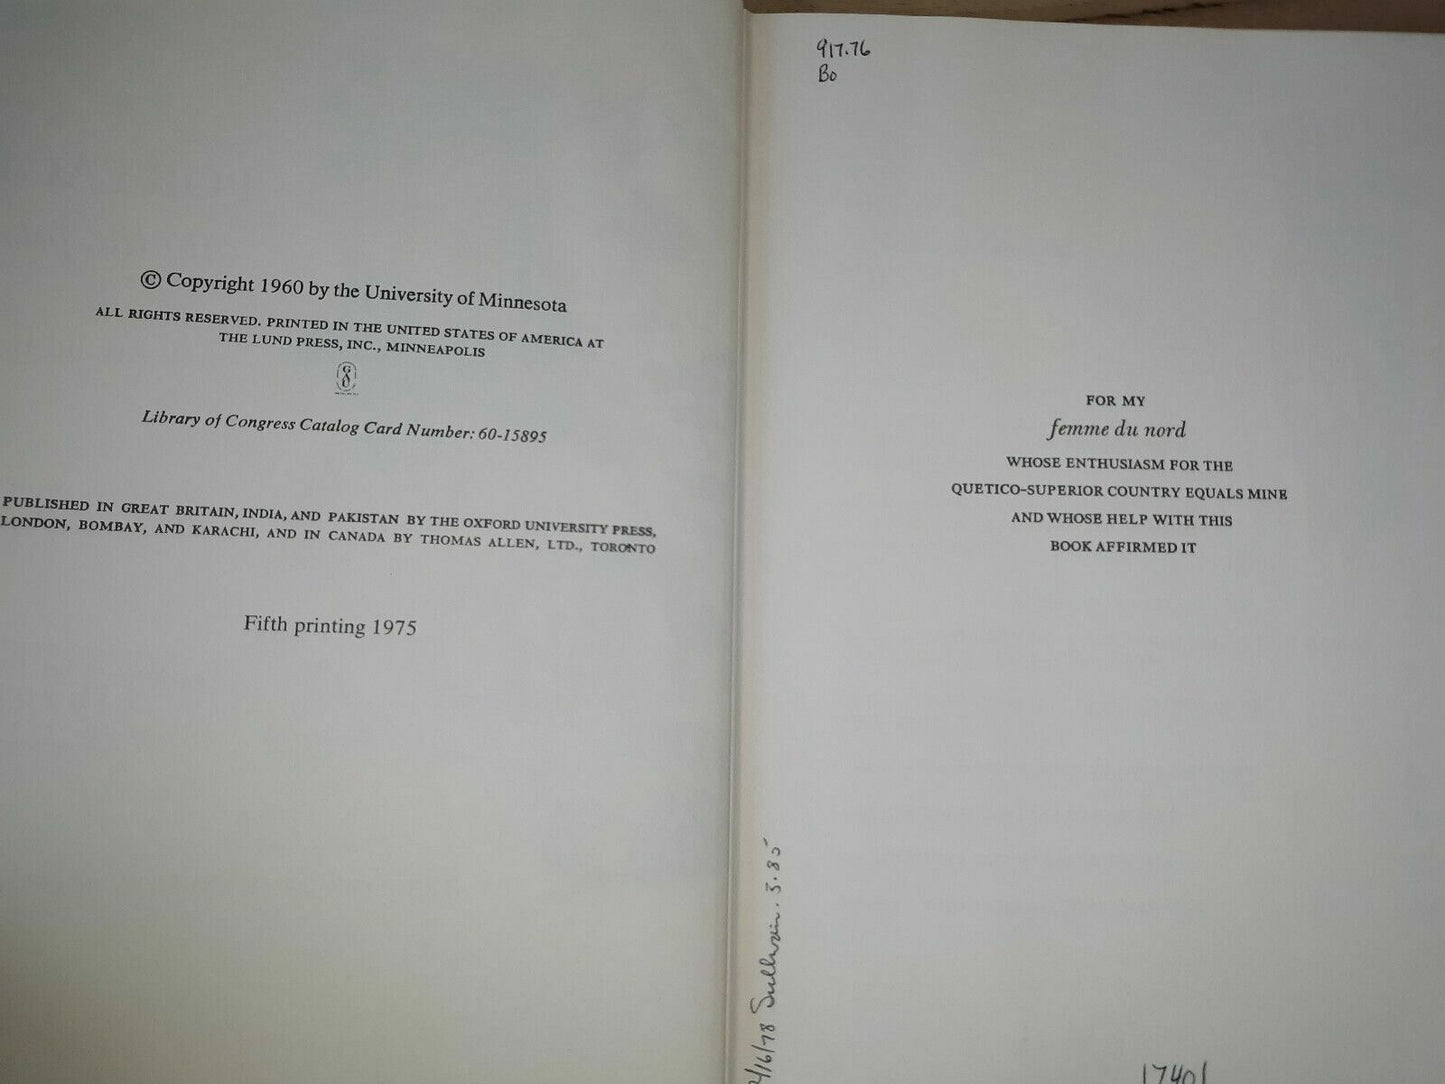 © Copyright 1960 by the University of Minnesota
ALL RIGHTS RESERVED. PRINTED IN THE UNITED STATES OF AMERICA AT
THE LUND PRESS, INC., MINNEAPOLIS
Library of Congress Catalog Card Number: 60-15895
PUBLISHED IN GREAT BRITAIN, INDIA, AND PAKISTAN BY THE OXFORD UNIVERSITY PRESS,
LONDON, BOMBAY, AND KARACHI, AND IN CANADA BY THOMAS ALLEN, LTD., TORONTO
Fifth printing 1975
917.76
Bo
FOR MY
femme du nord
WHOSE ENTHUSIASM FOR THE
QUETICO-SUPERIOR COUNTRY EQUALS MINE
AND WHOSE HELP WITH THIS
BOOK AFFIRMED IT
3.85
17401